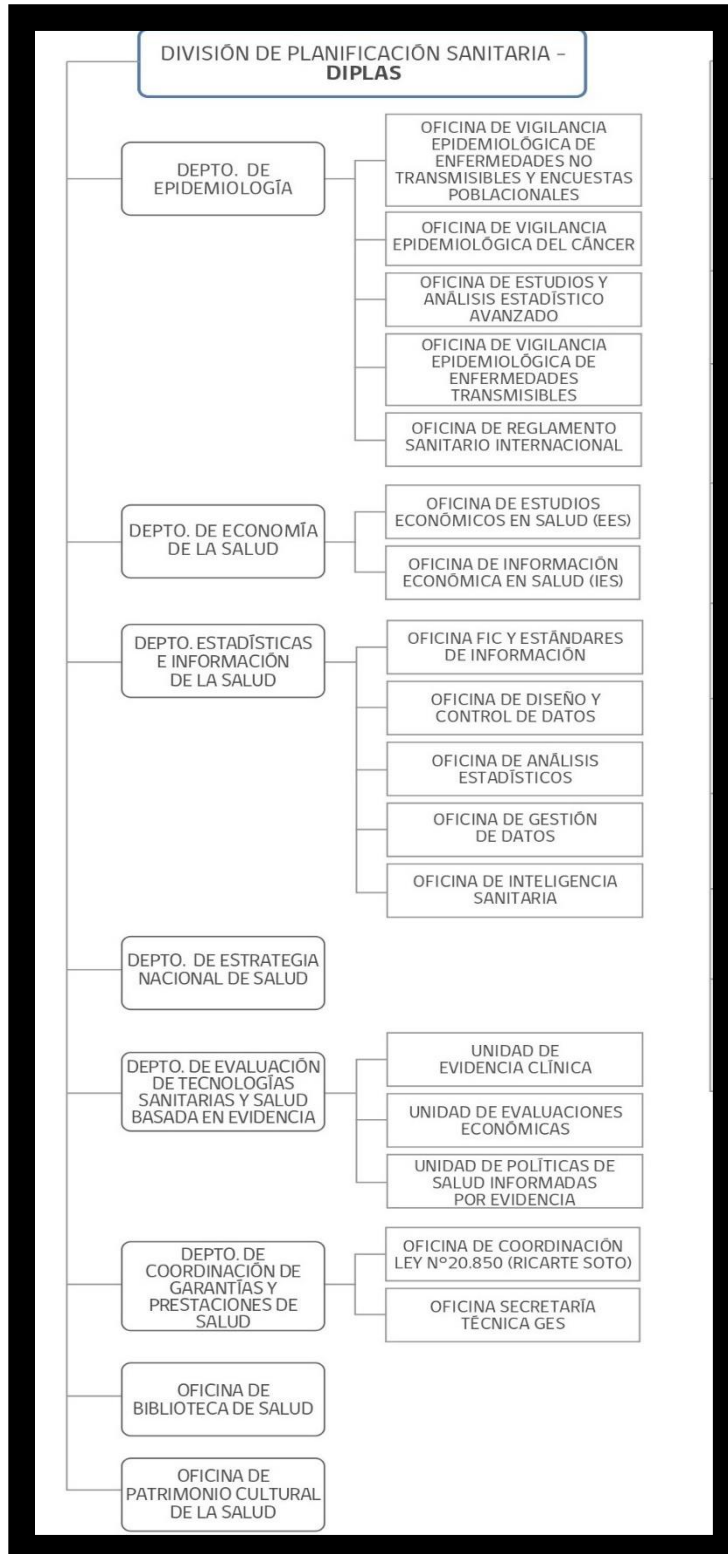 DIVISIÓN DE PLANIFICACIÓN SANITARIA –
DIPLAS
DEPTO. DE
EPIDEMIOLOGÍA
OFICINA DE VIGILANCIA
EPIDEMIOLÓGICA DE
ENFERMEDADES NO
TRANSMISIBLES Y ENCUESTAS
POBLACIONALES
OFICINA DE VIGILANCIA
EPIDEMIOLÓGICA DEL CÁNCER
OFICINA DE ESTUDIOS Y
ANÁLISIS ESTADÍSTICO
AVANZADO
OFICINA DE VIGILANCIA
EPIDEMIOLÓGICA DE
ENFERMEDADES
TRANSMISIBLES
OFICINA DE REGLAMENTO
SANITARIO INTERNACIONAL
DEPTO. DE ECONOMÍA
DE LA SALUD
OFICINA DE ESTUDIOS
ECONÓMICOS EN SALUD (EES)
OFICINA DE INFORMACIÓN
ECONÓMICA EN SALUD (IES)
DEPTO. ESTADÍSTICAS
E INFORMACIÓN
DE LA SALUD
OFICINA FIC Y ESTÁNDARES
DE INFORMACIÓN
OFICINA DE DISEÑO Y
CONTROL DE DATOS
OFICINA DE ANÁLISIS
ESTADÍSTICOS
OFICINA DE GESTIÓN
DE DATOS
OFICINA DE INTELIGENCIA
SANITARIA
DEPTO. DE ESTRATEGIA
NACIONAL DE SALUD
DEPTO. DE EVALUACIÓN
DE TECNOLOGÍAS
SANITARIAS Y SALUD
BASADA EN EVIDENCIA
UNIDAD DE
EVIDENCIA CLÍNICA
UNIDAD DE EVALUACIONES
ECONÓMICAS
UNIDAD DE POLÍTICAS DE
SALUD INFORMADAS
POR EVIDENCIA
DEPTO. DE
COORDINACIÓN DE
GARANTÍAS Y
PRESTACIONES DE
SALUD
OFICINA DE COORDINACIÓN
LEY Nº20.850 (RICARTE SOTO)
OFICINA SECRETARÍA
TÉCNICA GES
OFICINA DE
BIBLIOTECA DE SALUD
OFICINA DE
PATRIMONIO CULTURAL
DE LA SALUD